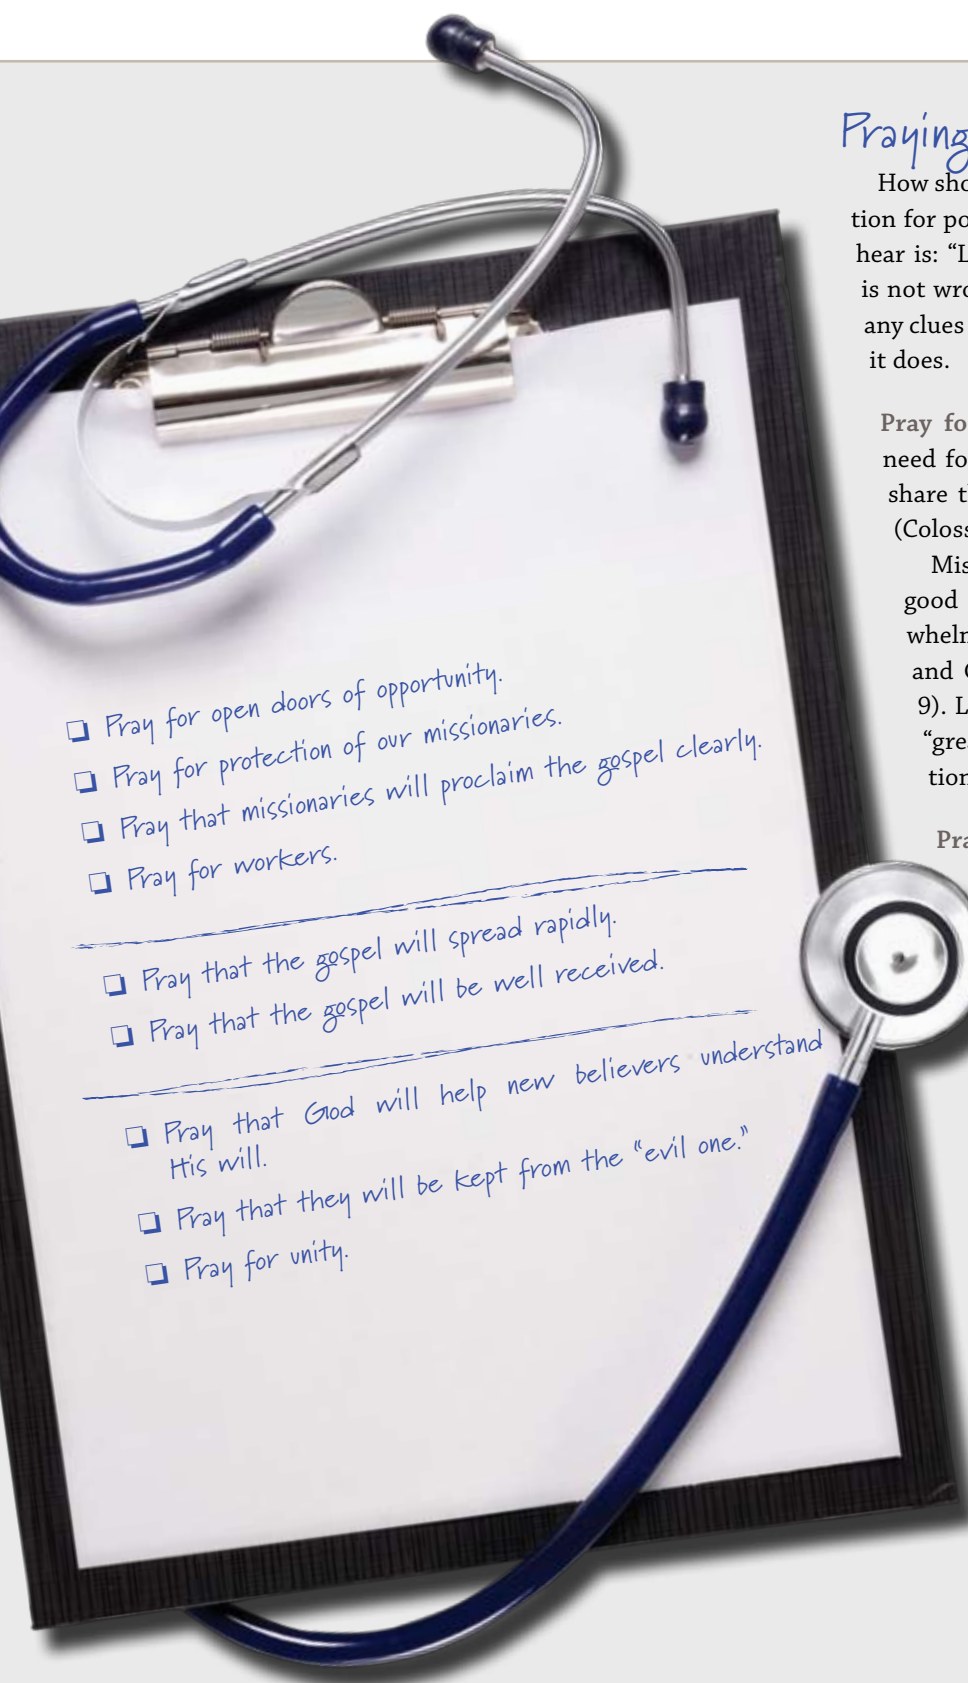 ❏ Pray for open doors of opportunity.
❏ Pray for protection of our missionaries.
❏ Pray that missionaries will proclaim the gospel clearly.
❏ Pray for workers.
❏ Pray that the gospel will spread rapidly.
❏ Pray that the gospel will be well received.
❏ Pray that God will help new believers understand
His will.
❏ Pray that they will be kept from the “evil one.”
❏ Pray for unity.
Praying
How sho
tion for po
hear is: “L
is not wro
any clues
it does.
Pray fo
need fo
share th
(Coloss
Mis
good
and
9). L
“grea
tion
Pra